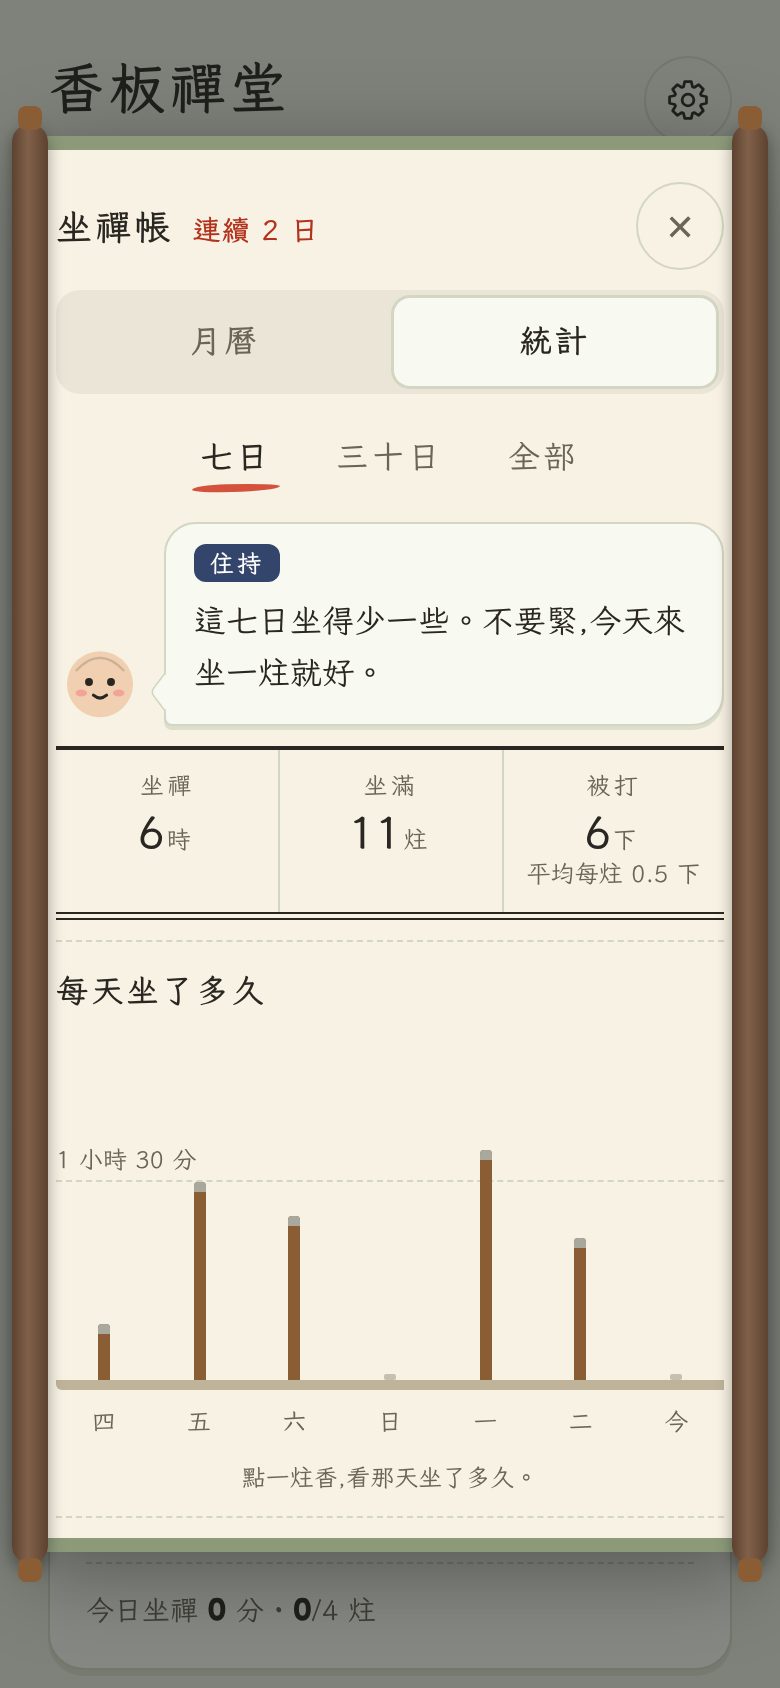 香板禪堂
坐禪帳 連續 2 日
月曆 統計
七日 三十日 全部
住持
這七日坐得少一些。不要緊,今天來
坐一炷就好。
坐禪 坐滿 被打
6時 11炷 6下
平均每炷 0.5 下
每天坐了多久
1 小時 30 分
四 五 六 日 一 二 今
點一炷香,看那天坐了多久。
今日坐禪 0 分・0/4 炷